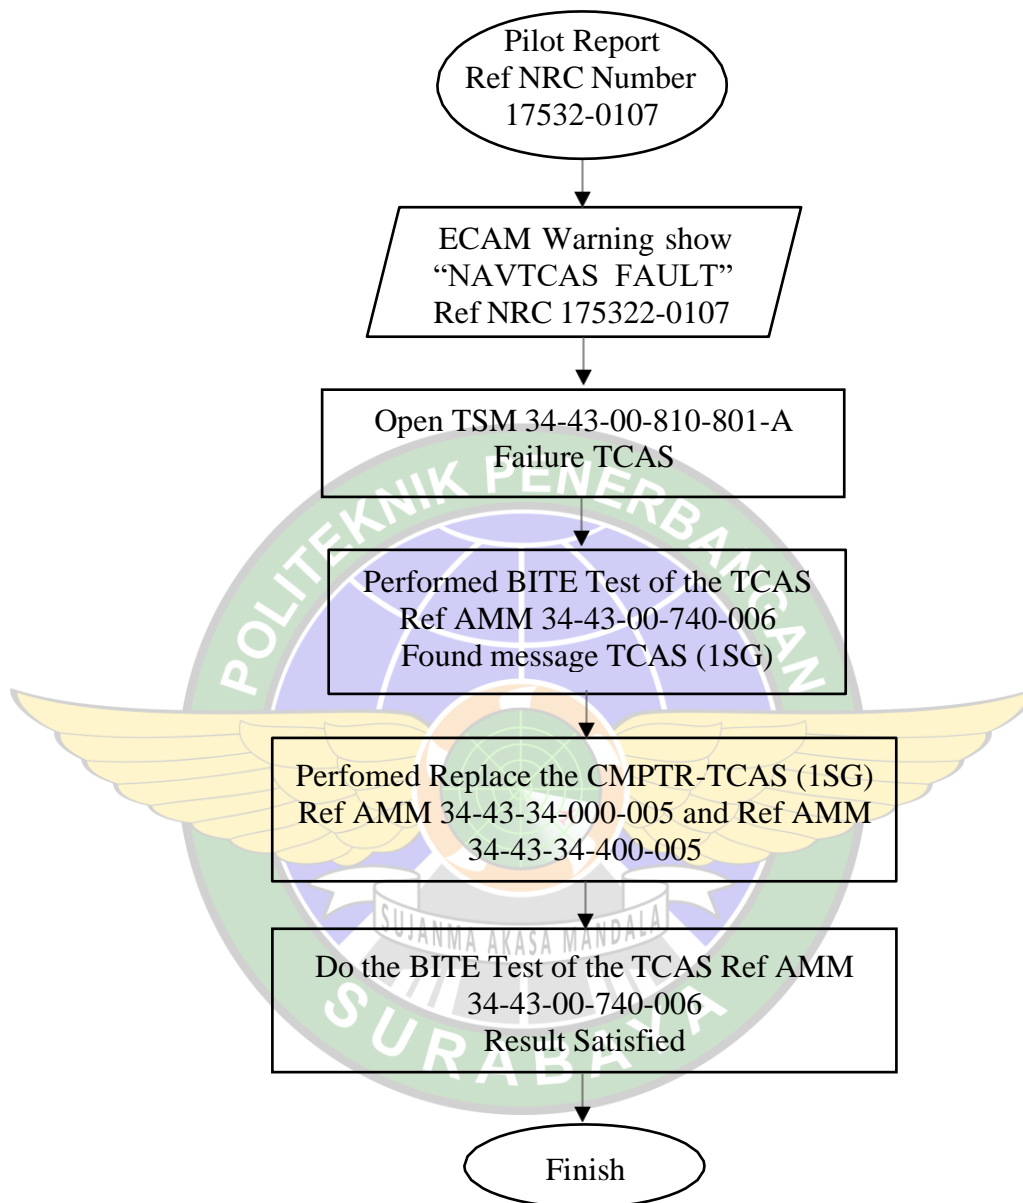 Pilot Report
Ref NRC Number
17532-0107
ECAM Warning show
“NAVTCAS FAULT”
Ref NRC 175322-0107
Open TSM 34-43-00-810-801-A
Failure TCAS
POLITEKNIK PENERBANGAN
Performed BITE Test of the TCAS
Ref AMM 34-43-00-740-006
Found message TCAS (1SG)
Perfomed Replace the CMPTR-TCAS (1SG)
Ref AMM 34-43-34-000-005 and Ref AMM
34-43-34-400-005
SUJANMA AKASA MANDALA
Do the BITE Test of the TCAS Ref AMM
34-43-00-740-006
Result Satisfied
SURABAYA
Finish